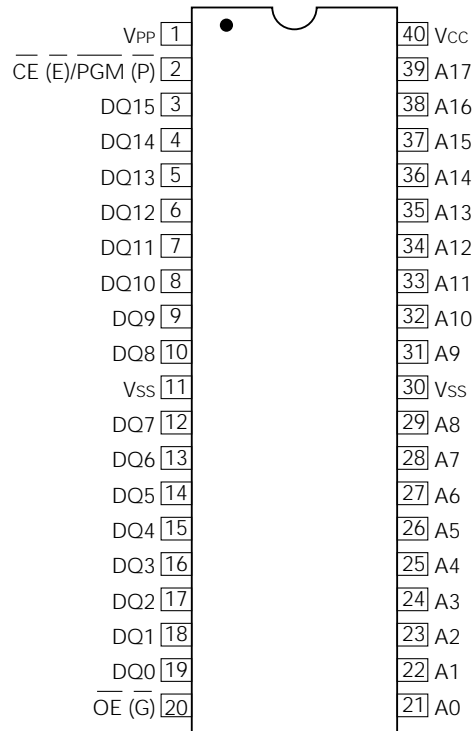 VPP 1 40 VCC
CE (E)/PGM (P) 2 39 A17
DQ15 3 38 A16
DQ14 4 37 A15
DQ13 5 36 A14
DQ12 6 35 A13
DQ11 7 34 A12
DQ10 8 33 A11
DQ9 9 32 A10
DQ8 10 31 A9
VSS 11 30 VSS
DQ7 12 29 A8
DQ6 13 28 A7
DQ5 14 27 A6
DQ4 15 26 A5
DQ3 16 25 A4
DQ2 17 24 A3
DQ1 18 23 A2
DQ0 19 22 A1
OE (G) 20 21 A0